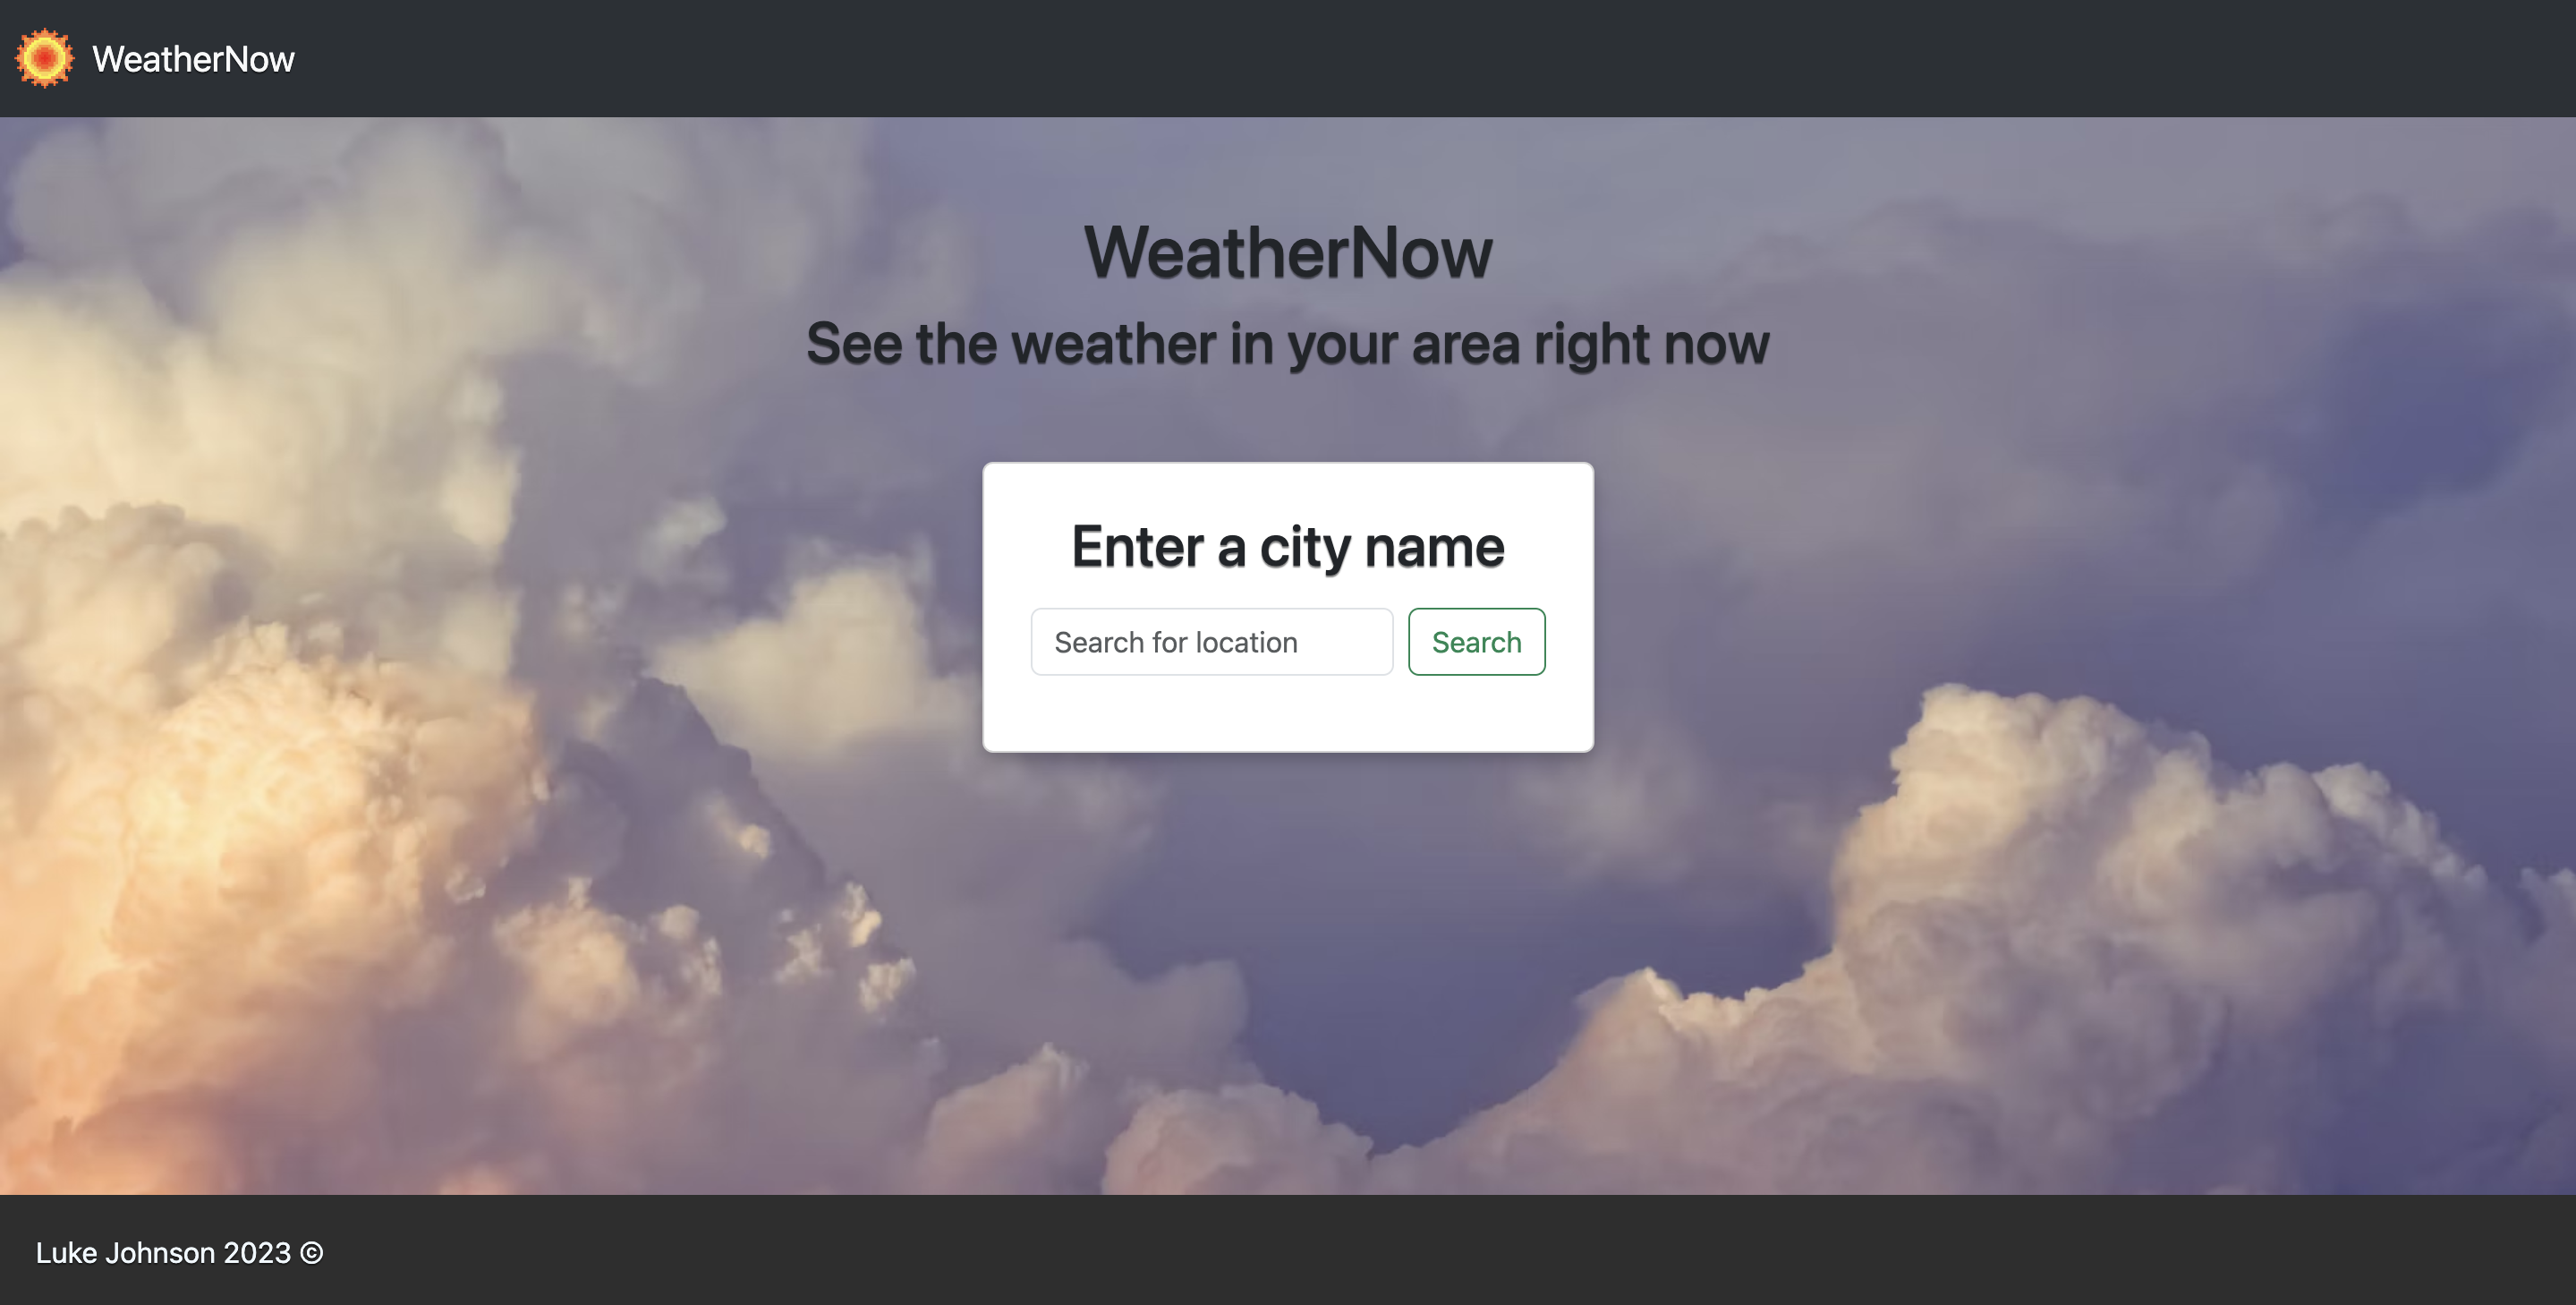 WeatherNow
WeatherNow
See the weather in your area right now
Enter a city name
Search for location
Search
Luke Johnson 2023 ©